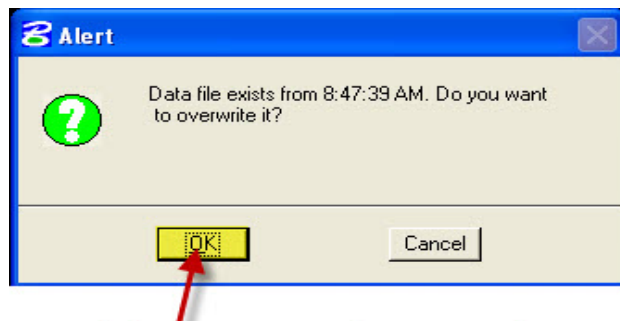 Alert
Data file exists from 8:47:39 AM. Do you want
to overwrite it?
OK
Cancel